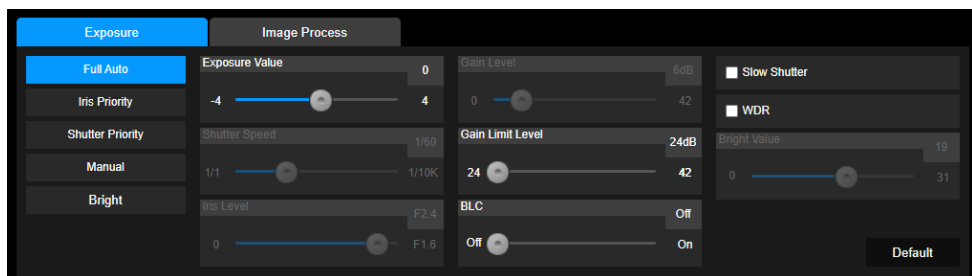 Exposure
Image Process
Full Auto
Iris Priority
Shutter Priority
Manual
Bright
Exposure Value
0
-4
4
Shutter Speed
1/60
1/1
1/10K
Iris Level
F2.4
0
F1.6
Gain Level
6dB
0
42
Gain Limit Level
24dB
24
42
BLC
Off
Off
On
Slow Shutter
WDR
Bright Value
19
0
31
Default